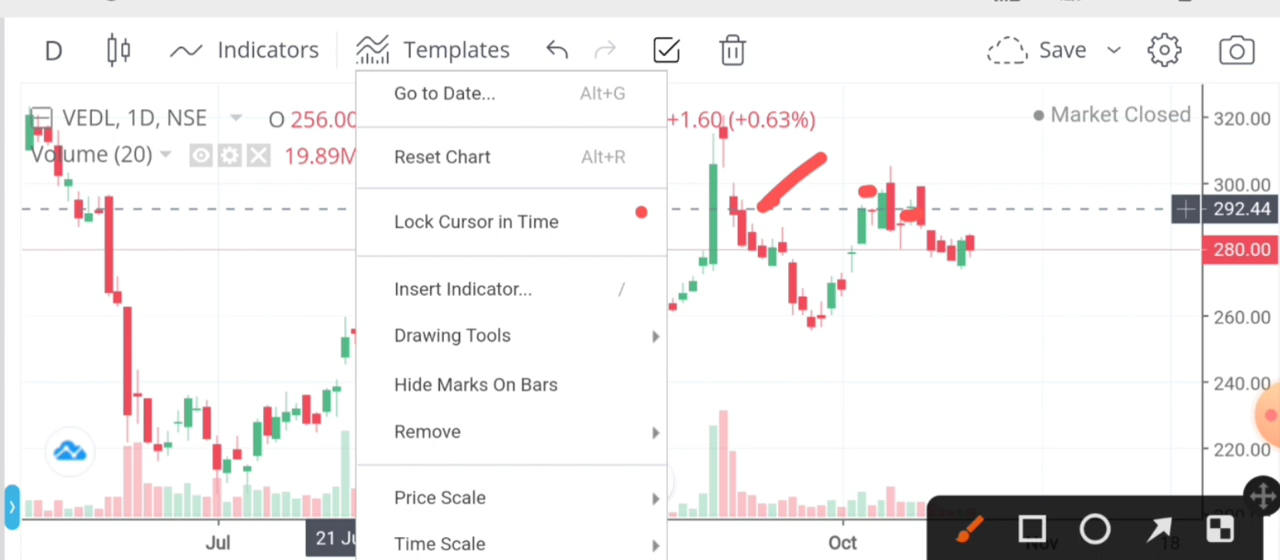 D Indicators Templates Save
Go to Date... Alt+G
VEDL, 1D, NSE O 256.00 +1.60 (+0.63%) Market Closed
Volume (20) 19.89M
Reset Chart Alt+R
Lock Cursor in Time
Insert Indicator... /
Drawing Tools
Hide Marks On Bars
Remove
Price Scale
Time Scale
320.00
300.00
292.44
280.00
260.00
240.00
220.00
Jul 21 Ju Oct Nov 18